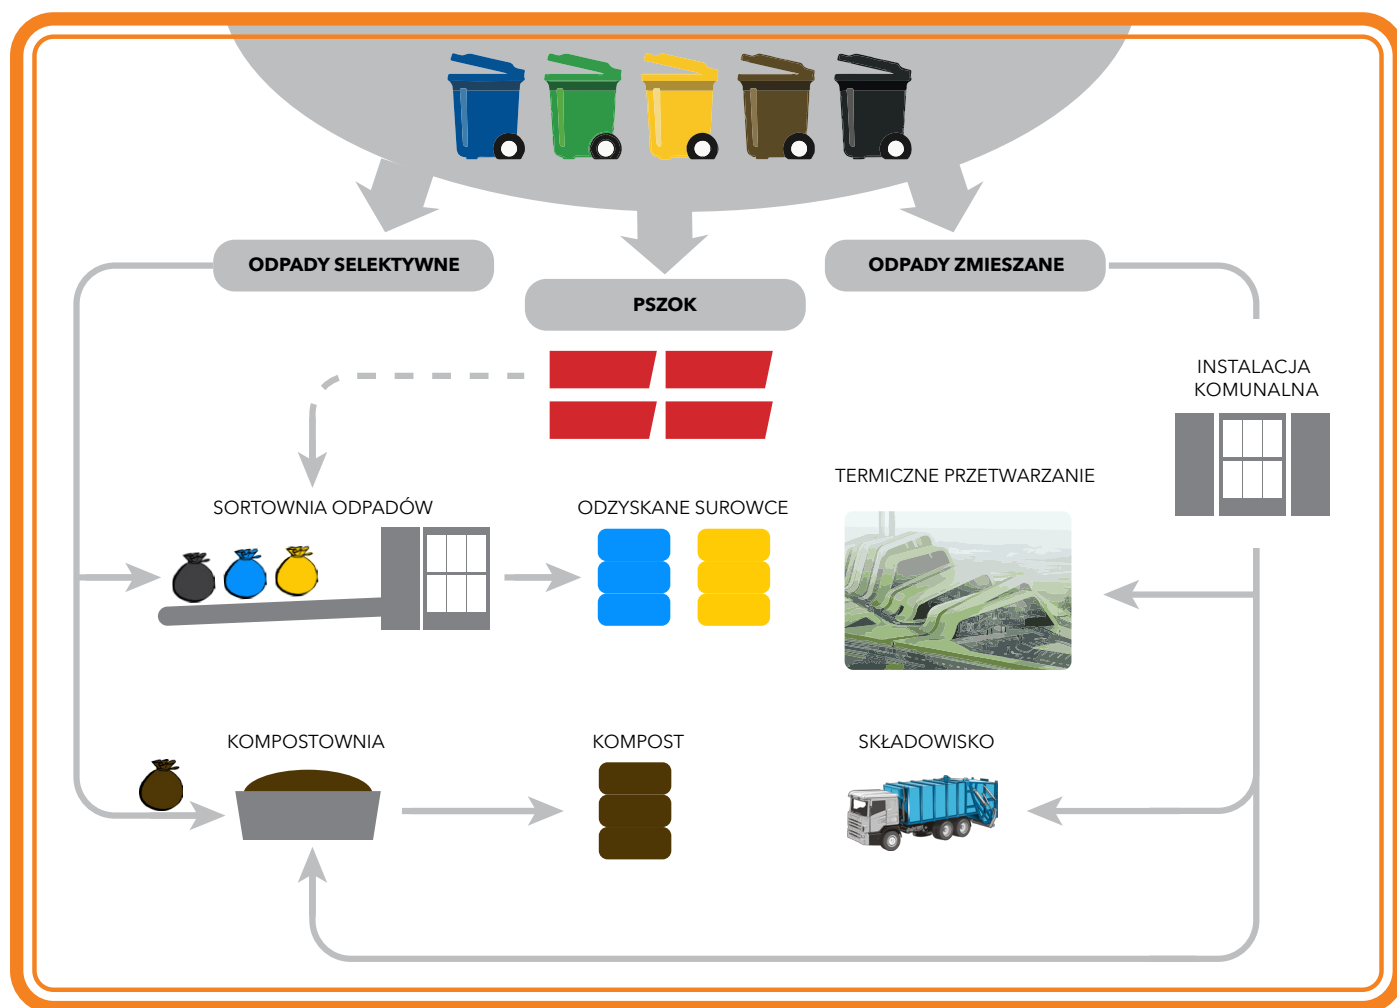 ODPADY SELEKTYWNE
ODPADY ZMIESZANE
PSZOK
INSTALACJA
KOMUNALNA
TERMICZNE PRZETWARZANIE
SORTOWNIA ODPADÓW
ODZYSKANE SUROWCE
KOMPOSTOWNIA
KOMPOST
SKŁADOWISKO